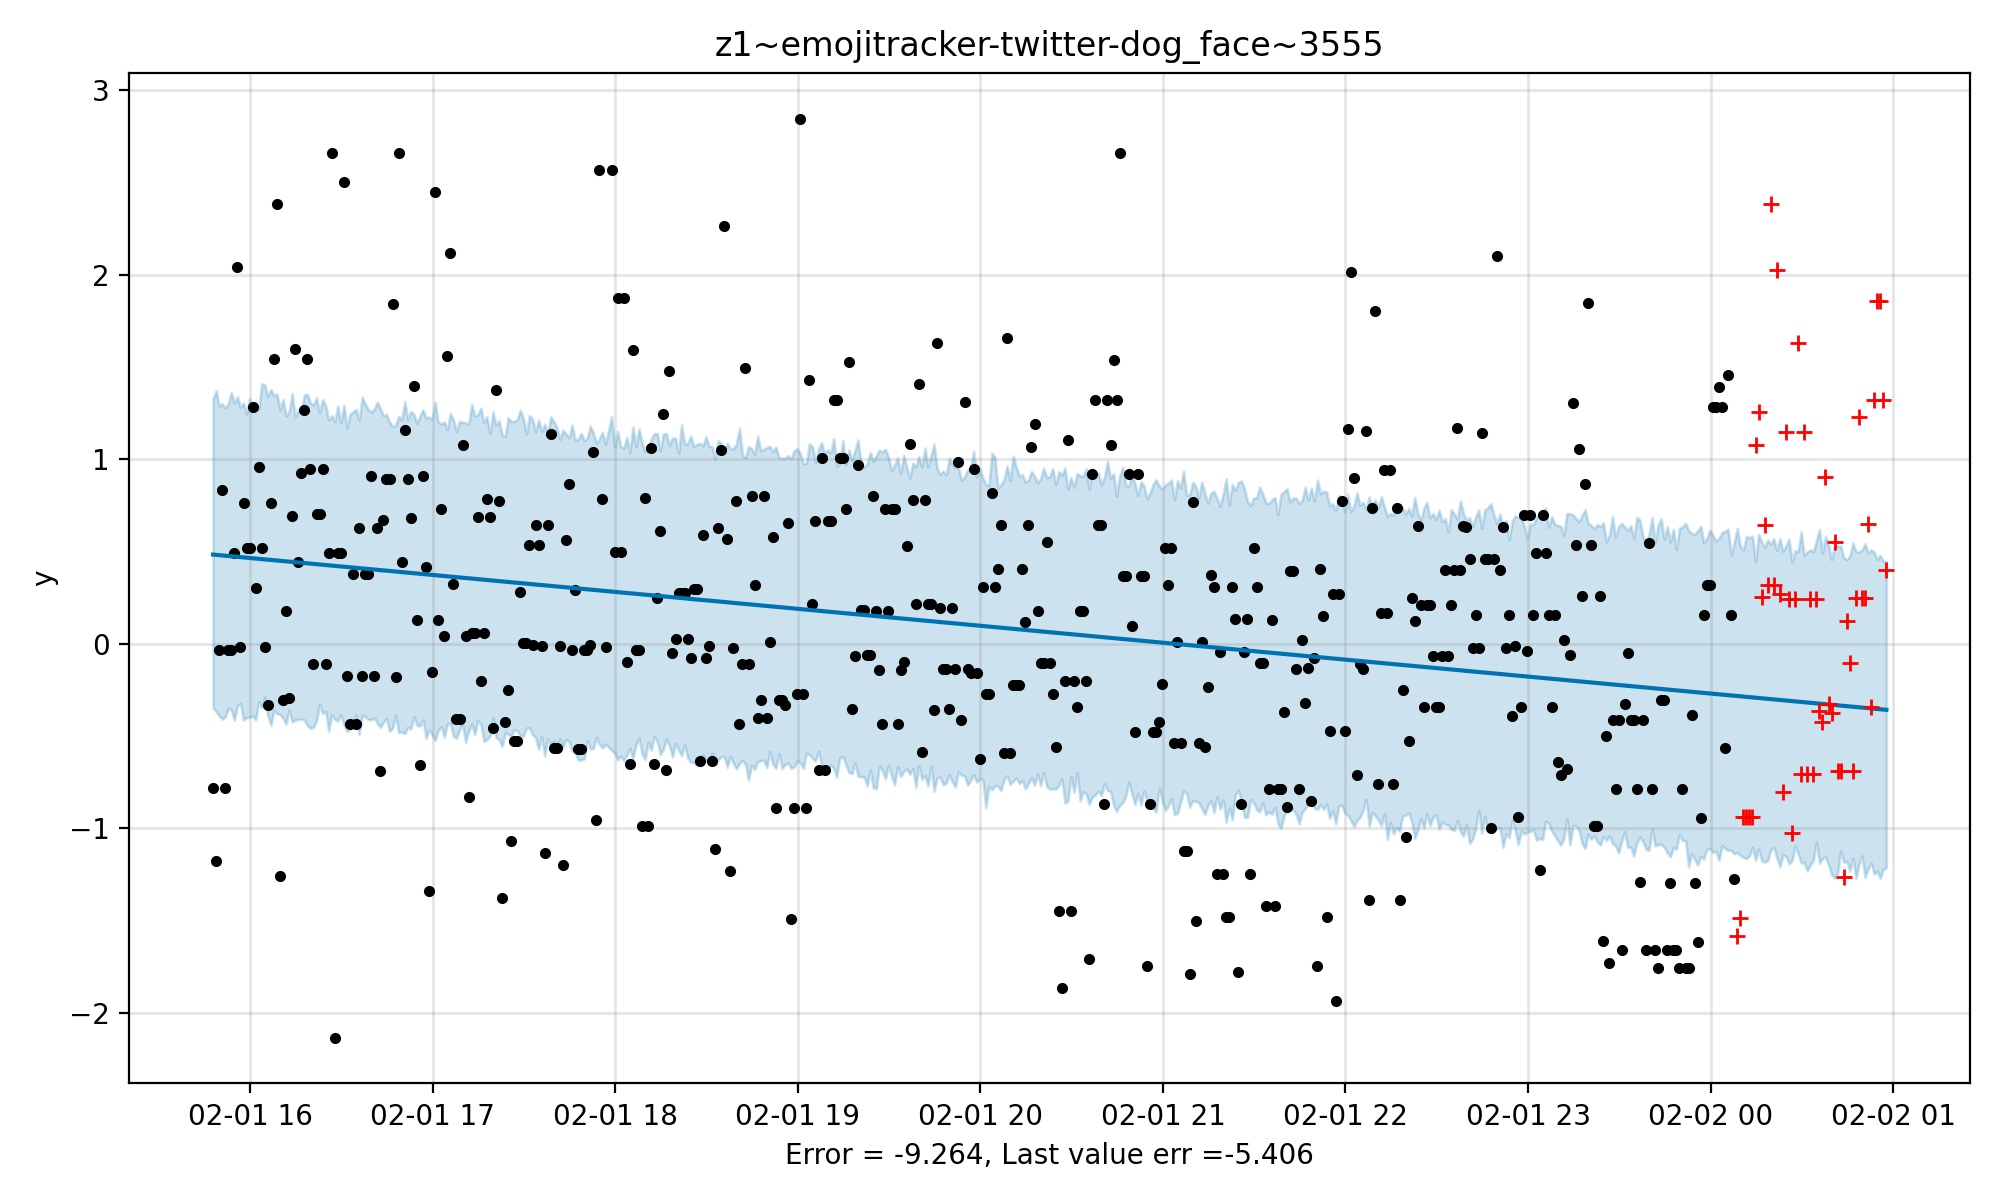 z1~emojitracker-twitter-dog_face~3555
3
2
1
0
−1
−2
y
02-01 16 02-01 17 02-01 18 02-01 19 02-01 20 02-01 21 02-01 22 02-01 23 02-02 00 02-02 01
Error = -9.264, Last value err =-5.406